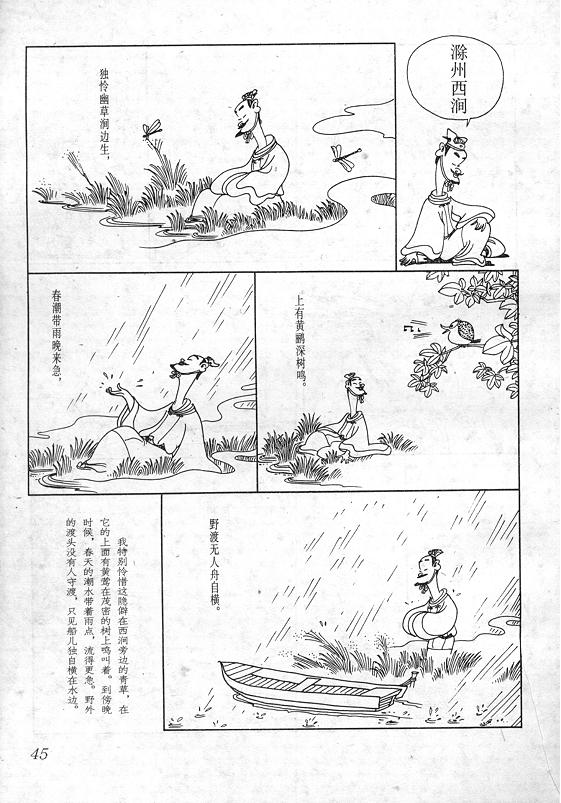 滁州西涧
独怜幽草涧边生，
上有黄鹂深树鸣。
春潮带雨晚来急，
野渡无人舟自横。
我特别怜惜这隐僻在西涧旁边的青草，在
它的上面有黄莺在茂密的树上鸣叫着。到傍晚
时候，春天的潮水带着雨点，流得更急。野外
的渡头没有人守渡，只见船儿独自横在水边。
45